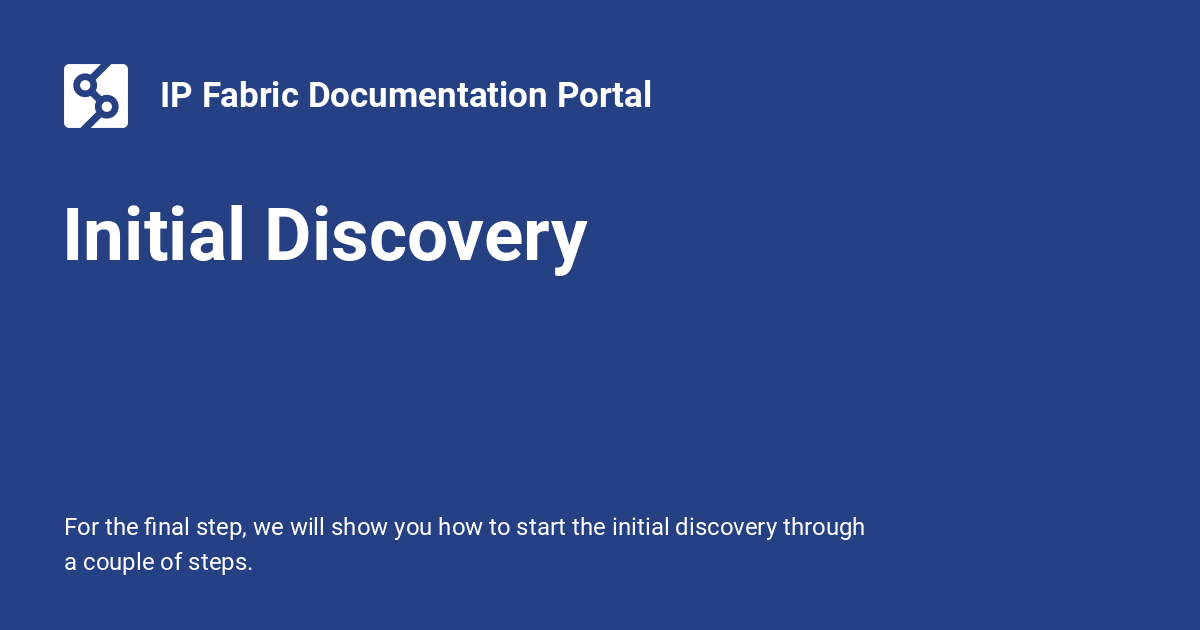 IP Fabric Documentation Portal
Initial Discovery
For the final step, we will show you how to start the initial discovery through
a couple of steps.